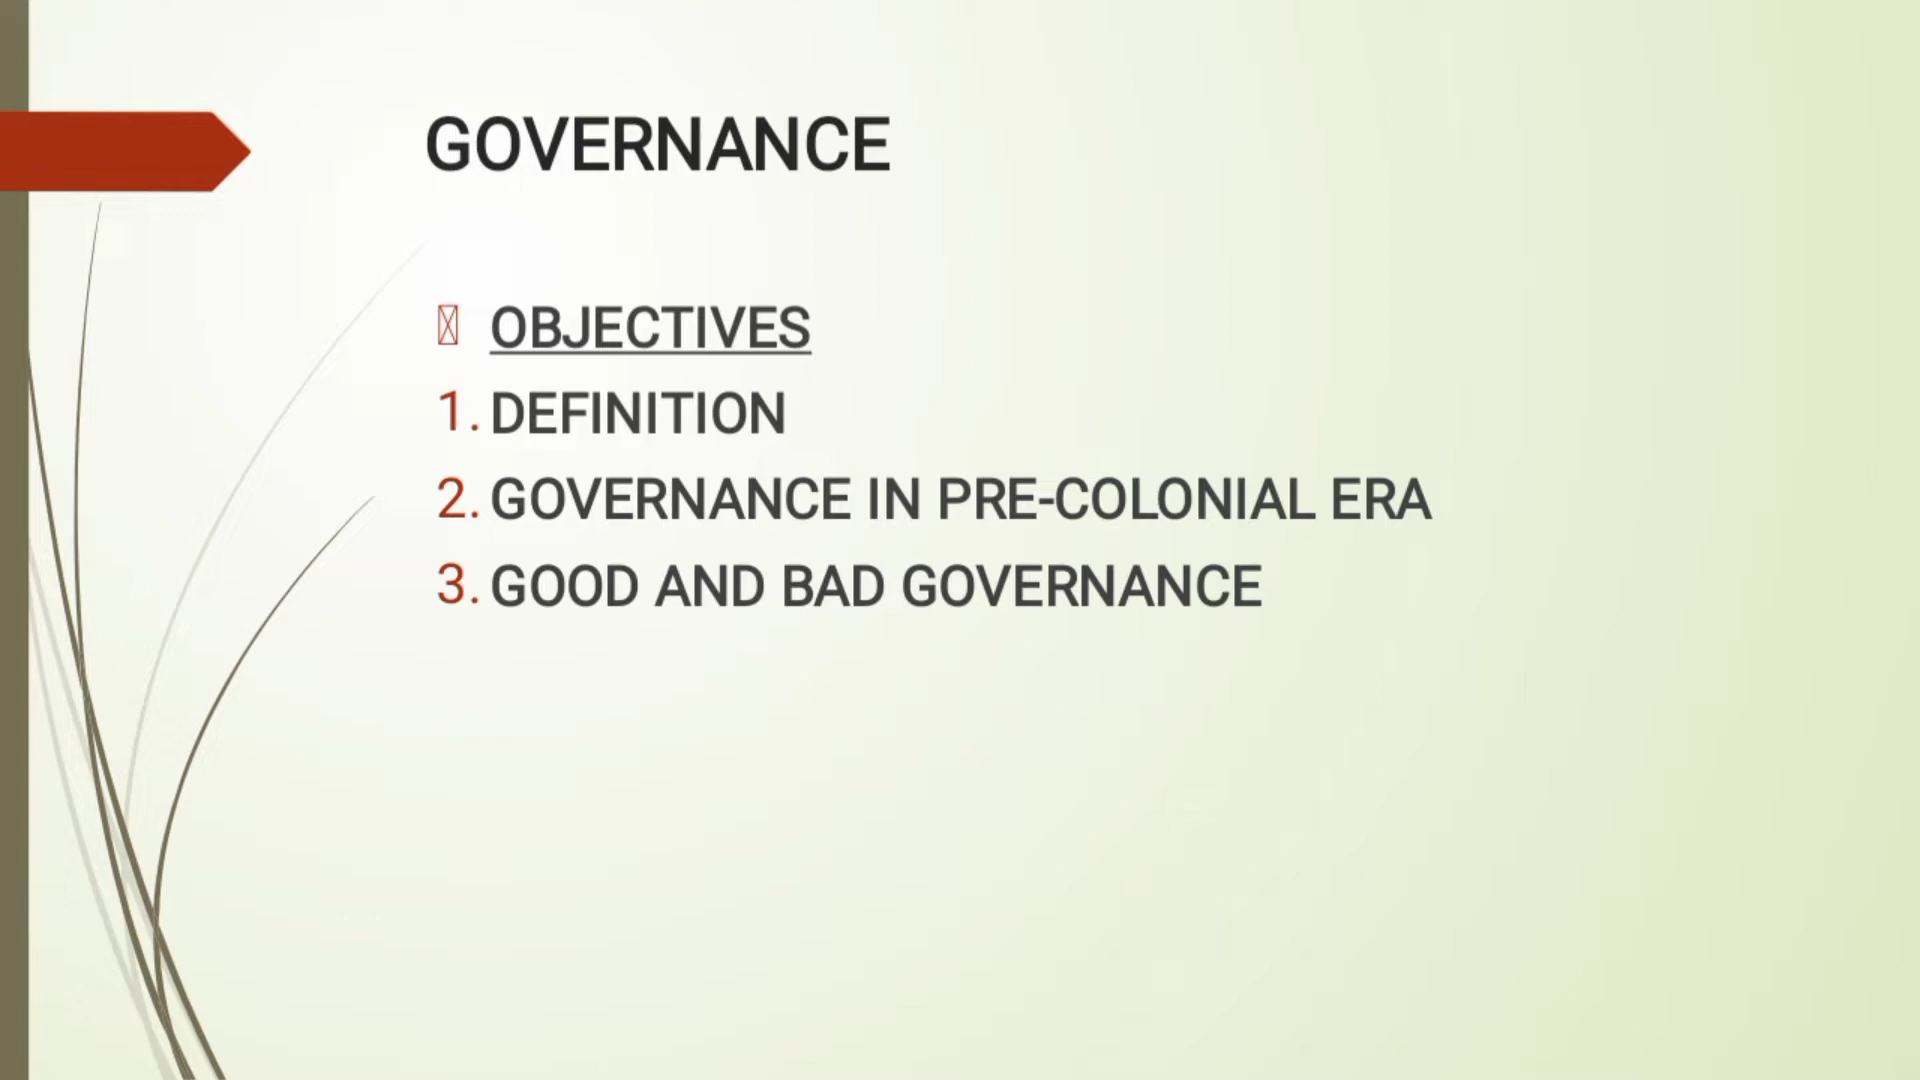 GOVERNANCE
OBJECTIVES
1. DEFINITION
2. GOVERNANCE IN PRE-COLONIAL ERA
3. GOOD AND BAD GOVERNANCE